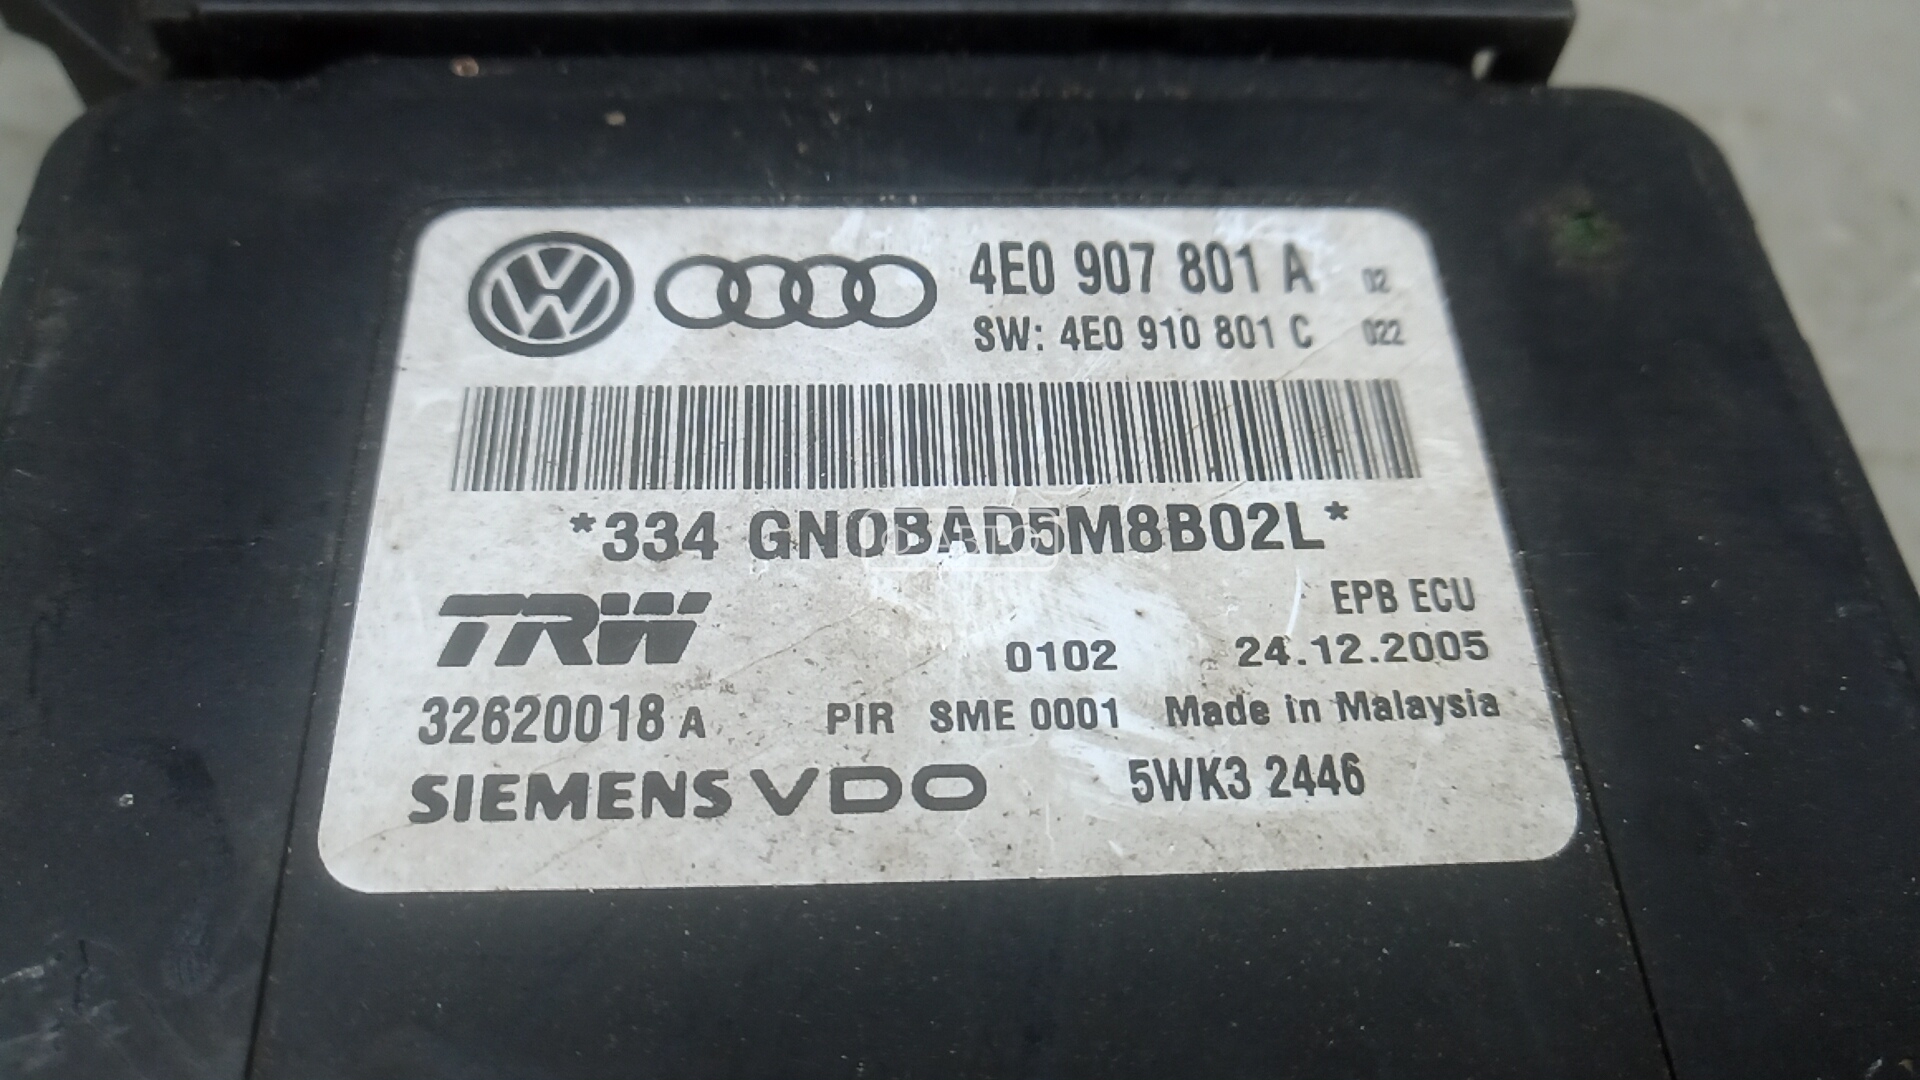 4E0 907 801 A 02
SW: 4E0 910 801 C 022
*334 GN0BAD5M8B02L*
EPB ECU
TRW 0102 24.12.2005
32620018 A PIR SME 0001 Made in Malaysia
SIEMENS VDO 5WK3 2446